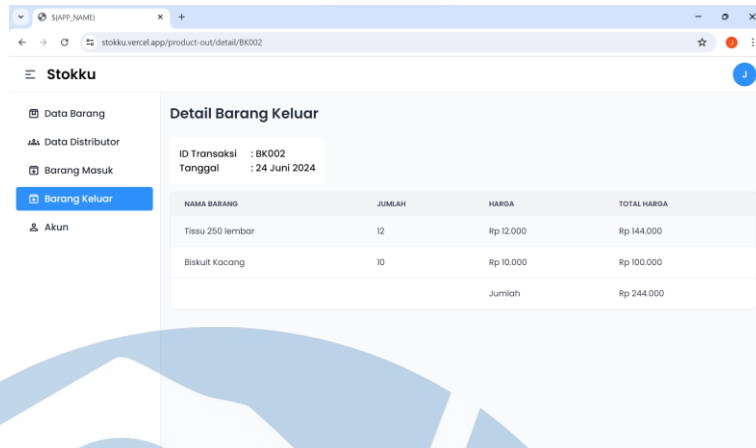 ${APP_NAME}
stokku.vercel.app/product-out/detail/BK002
J
Stokku
J
Data Barang
Data Distributor
Barang Masuk
Barang Keluar
Akun
Detail Barang Keluar
ID Transaksi : BK002
Tanggal : 24 Juni 2024
NAMA BARANG JUMLAH HARGA TOTAL HARGA
Tissu 250 lembar 12 Rp 12.000 Rp 144.000
Biskuit Kacang 10 Rp 10.000 Rp 100.000
Jumlah Rp 244.000